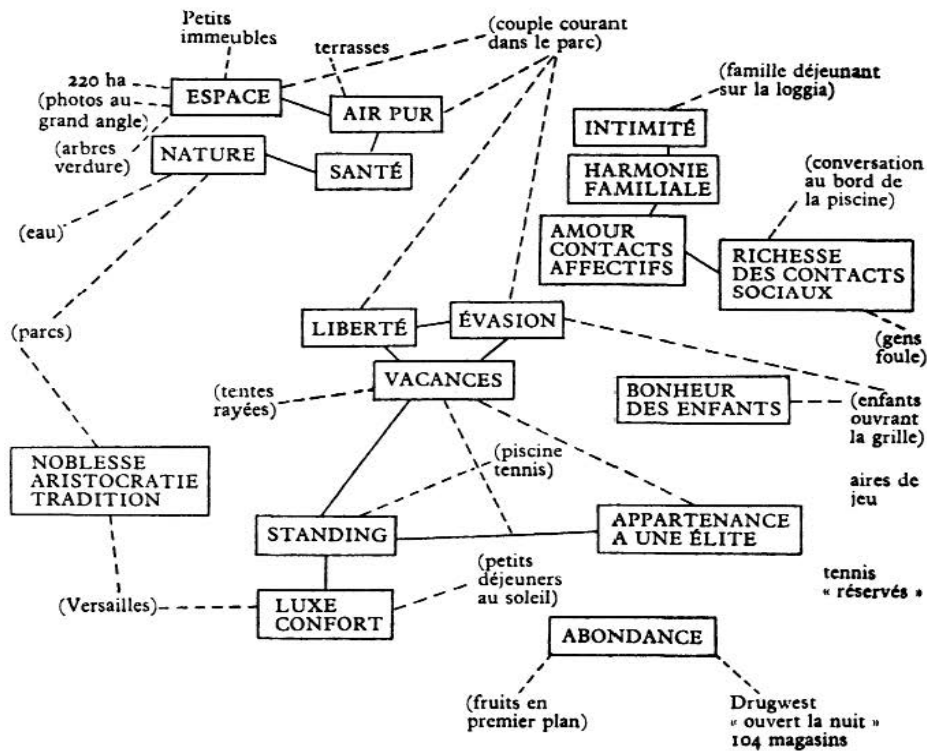 Petits
immeubles
terrasses
(couple courant
dans le parc)
220 ha
(photos au
grand angle)
ESPACE
AIR PUR
(famille déjeunant
sur la loggia)
INTIMITÉ
(arbres
verdure)
NATURE
SANTÉ
HARMONIE
FAMILIALE
(conversation
au bord de
la piscine)
(eau)
AMOUR
CONTACTS
AFFECTIFS
RICHESSE
DES CONTACTS
SOCIAUX
(parcs)
LIBERTÉ
ÉVASION
(gens
foule)
VACANCES
(tentes
rayées)
BONHEUR
DES ENFANTS
(enfants
ouvrant
la grille)
NOBLESSE
ARISTOCRATIE
TRADITION
(piscine
tennis)
aires de
jeu
STANDING
APPARTENANCE
A UNE ÉLITE
(petits
déjeuners
au soleil)
tennis
« réservés »
(Versailles)
LUXE
CONFORT
ABONDANCE
(fruits en
premier plan)
Drugwest
« ouvert la nuit »
104 magasins